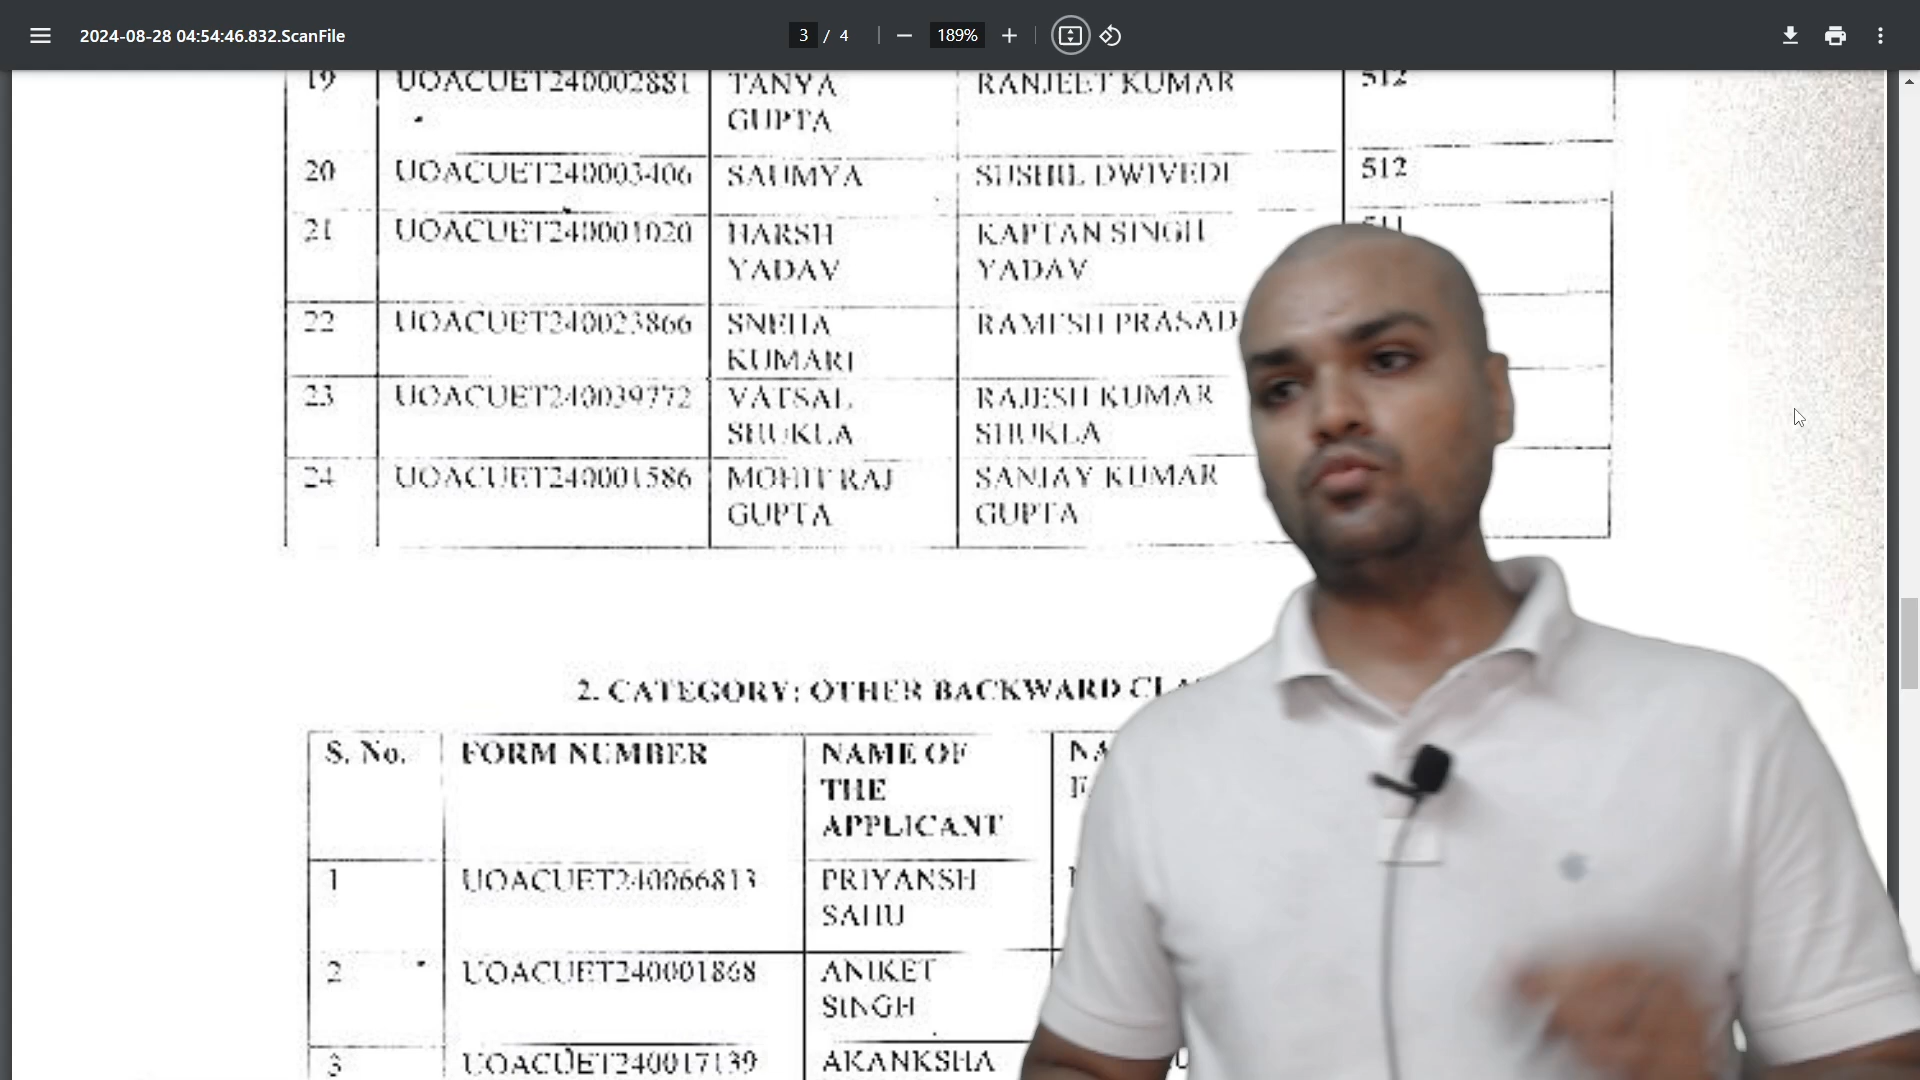 2024-08-28 04:54:46.832.ScanFile
3 / 4
189%
19 UOACUET240002881 TANYA RANJEET KUMAR 512
GUPTA
20 UOACUET240003406 SAUMYA SUSHIL DWIVEDI 512
21 UOACUET240001020 HARSH KAPTAN SINGH 511
YADAV YADAV
22 UOACUET240023866 SNEHA RAMESH PRASAD
KUMARI
23 UOACUET240039772 VATSAL RAJESH KUMAR
SHUKLA SHUKLA
24 UOACUET240001586 MOHIT RAJ SANJAY KUMAR
GUPTA GUPTA
2. CATEGORY: OTHER BACKWARD
S. No. FORM NUMBER NAME OF
THE
APPLICANT
1 UOACUET240066813 PRIYANSH
SAHU
2 UOACUET240001868 ANIKET
SINGH
3 UOACUET240017139 AKANKSHA